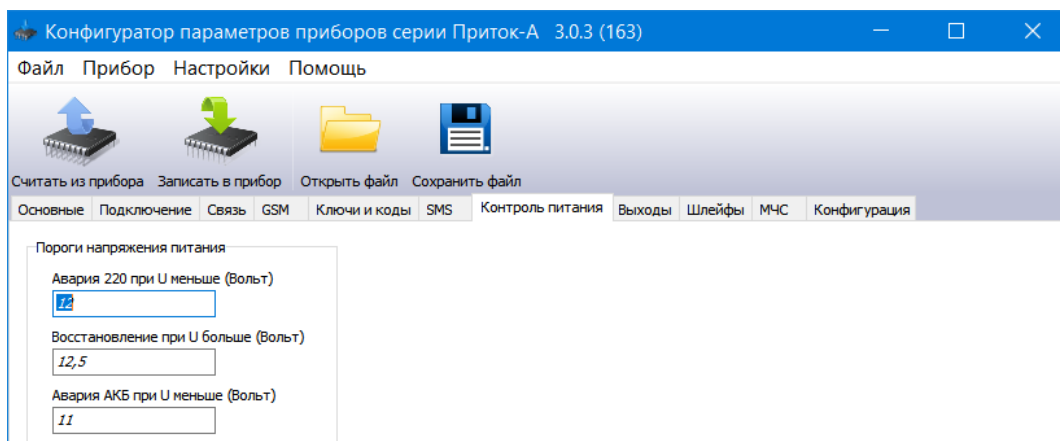 Конфигуратор параметров приборов серии Приток-А 3.0.3 (163)
Файл Прибор Настройки Помощь
Считать из прибора Записать в прибор Открыть файл Сохранить файл
Основные Подключение Связь GSM Ключи и коды SMS Контроль питания Выходы Шлейфы МЧС Конфигурация
Пороги напряжения питания
Авария 220 при U меньше (Вольт)
12
Восстановление при U больше (Вольт)
12,5
Авария АКБ при U меньше (Вольт)
11